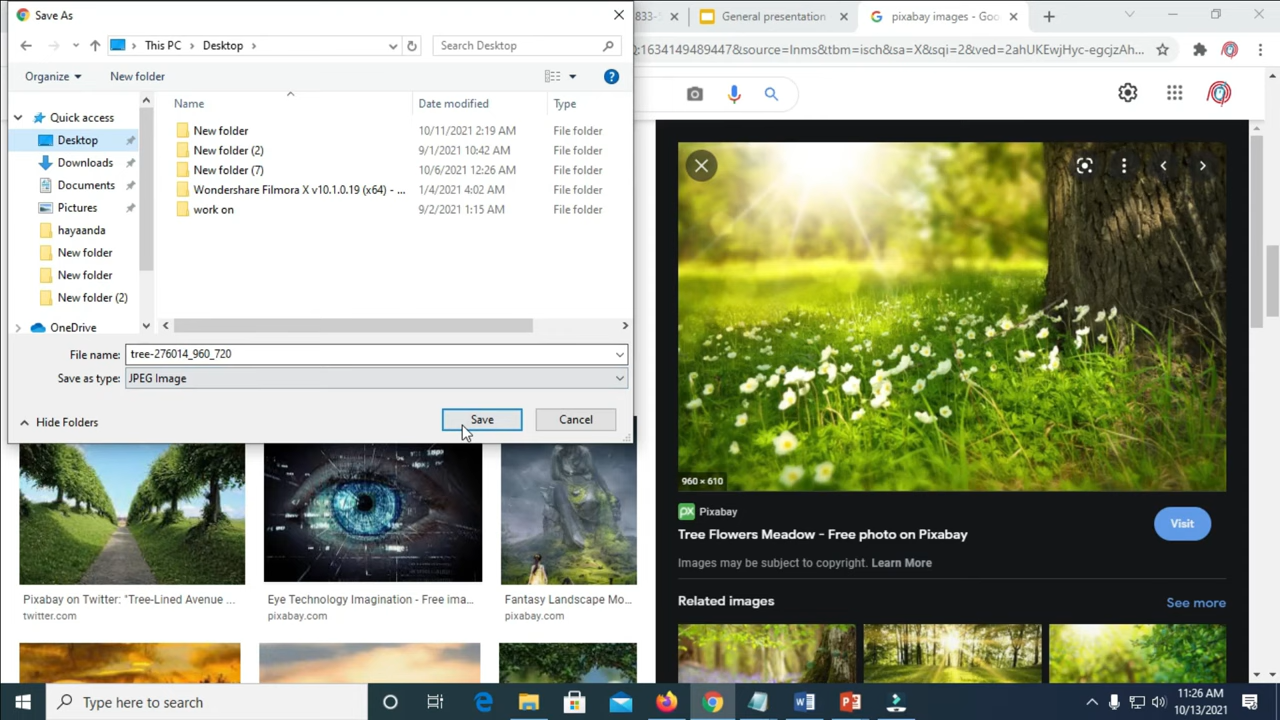 Save As
833-
General presentation
pixabay images - Goo
This PC
Desktop
Search Desktop
Q:1634149489447&source=lnms&tbm=isch&sa=X&sqi=2&ved=2ahUKEwjHyc-egcjzAh...
Organize
New folder
Name
Date modified
Type
Quick access
Desktop
Downloads
Documents
Pictures
hayaanda
New folder
New folder
New folder (2)
OneDrive
New folder 10/11/2021 2:19 AM File folder
New folder (2) 9/1/2021 10:42 AM File folder
New folder (7) 10/6/2021 12:26 AM File folder
Wondershare Filmora X v10.1.0.19 (x64) - ... 1/4/2021 4:02 AM File folder
work on 9/2/2021 1:15 AM File folder
File name: tree-276014_960_720
Save as type: JPEG Image
Hide Folders
Save
Cancel
960 × 610
px Pixabay
Tree Flowers Meadow - Free photo on Pixabay
Visit
Images may be subject to copyright. Learn More
Related images
See more
Pixabay on Twitter: "Tree-Lined Avenue ...
twitter.com
Eye Technology Imagination - Free ima...
pixabay.com
Fantasy Landscape Mo...
pixabay.com
Type here to search
11:26 AM
10/13/2021